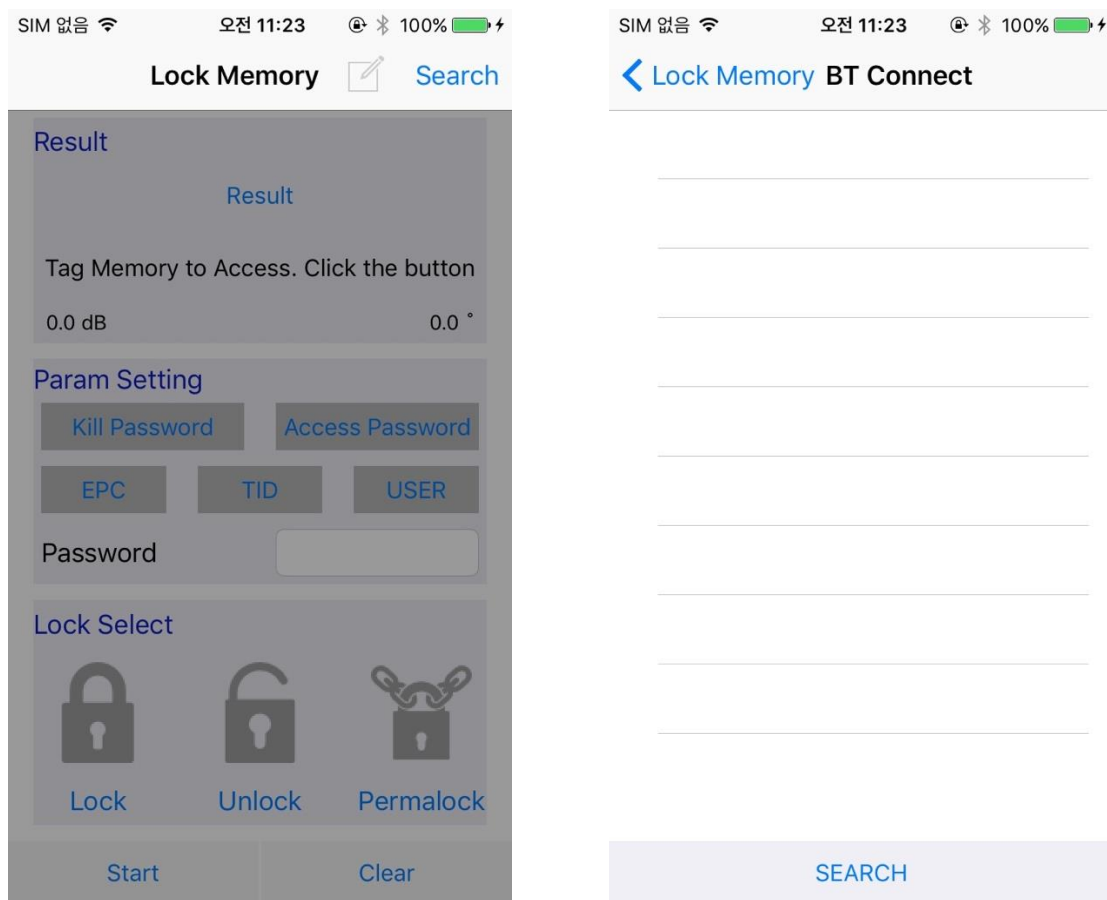 SIM 없음 오전 11:23 100%
Lock Memory Search
Result
Result
Tag Memory to Access. Click the button
0.0 dB 0.0 °
Param Setting
Kill Password Access Password
EPC TID USER
Password
Lock Select
Lock Unlock Permalock
Start Clear
SIM 없음 오전 11:23 100%
Lock Memory BT Connect
SEARCH